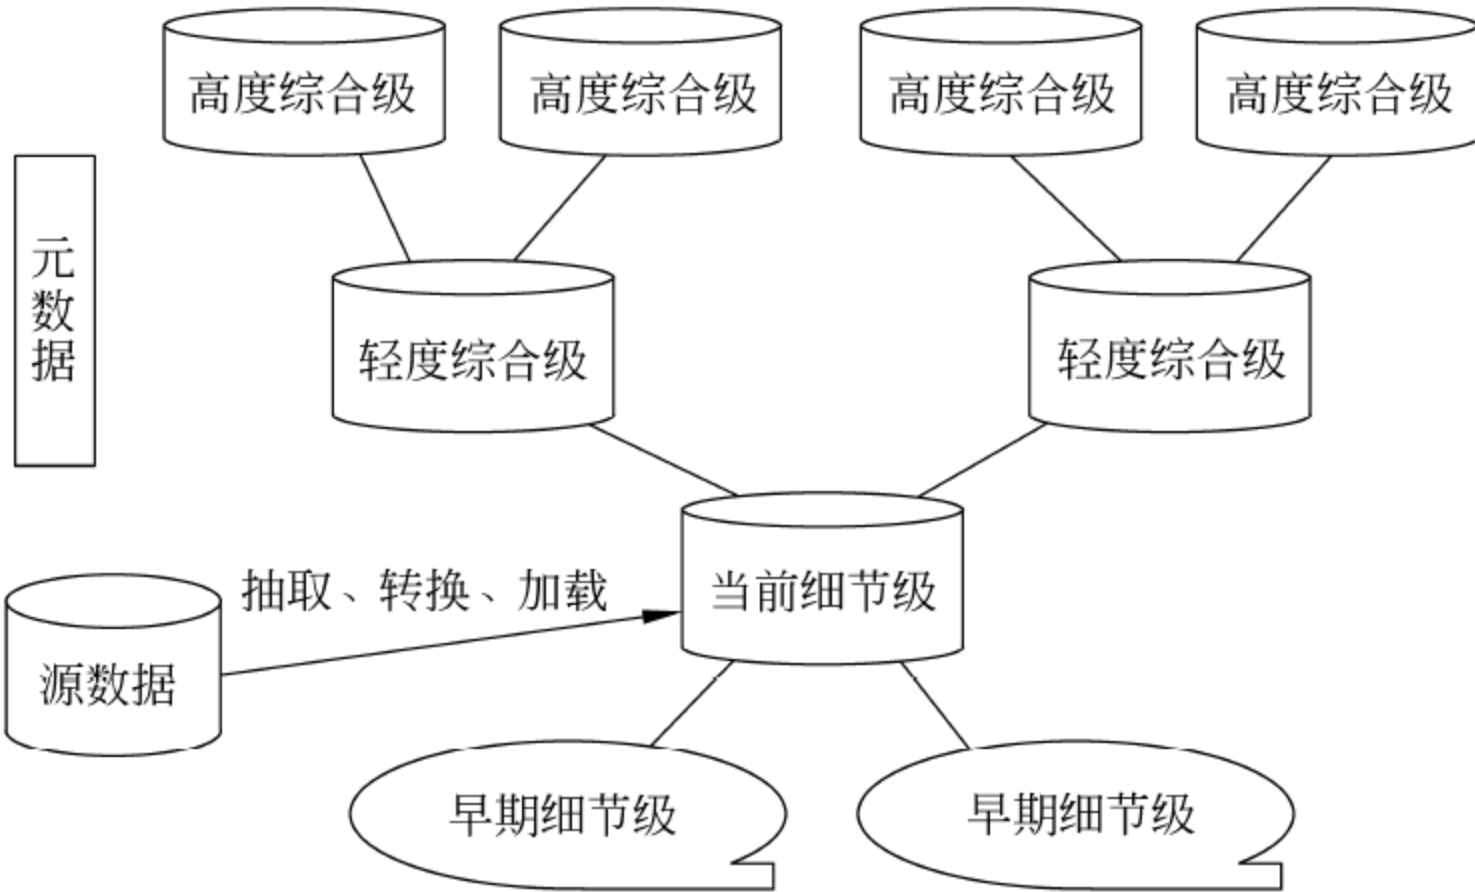 高度综合级
高度综合级
高度综合级
高度综合级
元数据
轻度综合级
轻度综合级
抽取、转换、加载
当前细节级
源数据
早期细节级
早期细节级